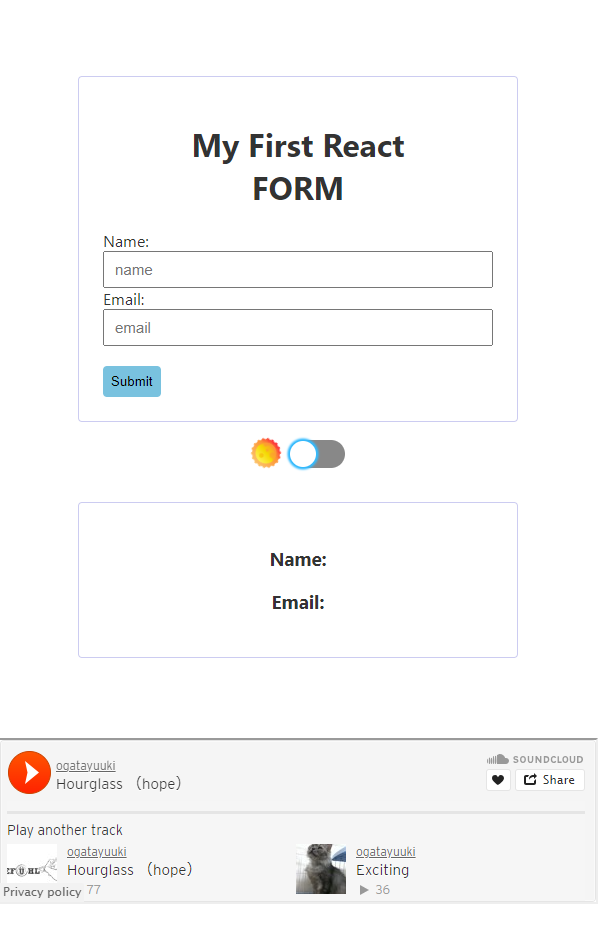 My First React
FORM
Name:
name
Email:
email
Submit
Name:
Email:
ogatayuuki
Hourglass （hope）
SOUNDCLOUD
Share
Play another track
ogatayuuki
Hourglass （hope）
77
Privacy policy
ogatayuuki
Exciting
36